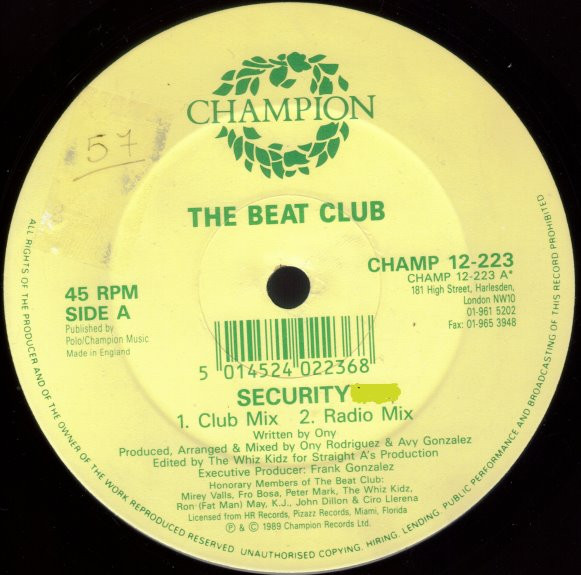 CHAMPION
57
THE BEAT CLUB
CHAMP 12-223
CHAMP 12-223 A*
181 High Street, Harlesden,
London NW10
01-961 5202
Fax: 01-965 3948
45 RPM
SIDE A
Published by
Polo/Champion Music
Made in England
5 014524 022368
SECURITY
1. Club Mix 2. Radio Mix
Written by Ony
Produced, Arranged & Mixed by Ony Rodriguez & Avy Gonzalez
Edited by The Whiz Kidz for Straight A's Production
Executive Producer: Frank Gonzalez
Honorary Members of The Beat Club:
Mirey Valls, Fro Bosa, Peter Mark, The Whiz Kidz,
Ron (Fat Man) May, K.J., John Dillon & Ciro Llerena
Licensed from HR Records, Pizazz Records, Miami, Florida
℗ & © 1989 Champion Records Ltd.
ALL RIGHTS OF THE PRODUCER AND OF THE OWNER OF THE WORK REPRODUCED RESERVED. UNAUTHORISED COPYING, HIRING, LENDING, PUBLIC PERFORMANCE AND BROADCASTING OF THIS RECORD PROHIBITED